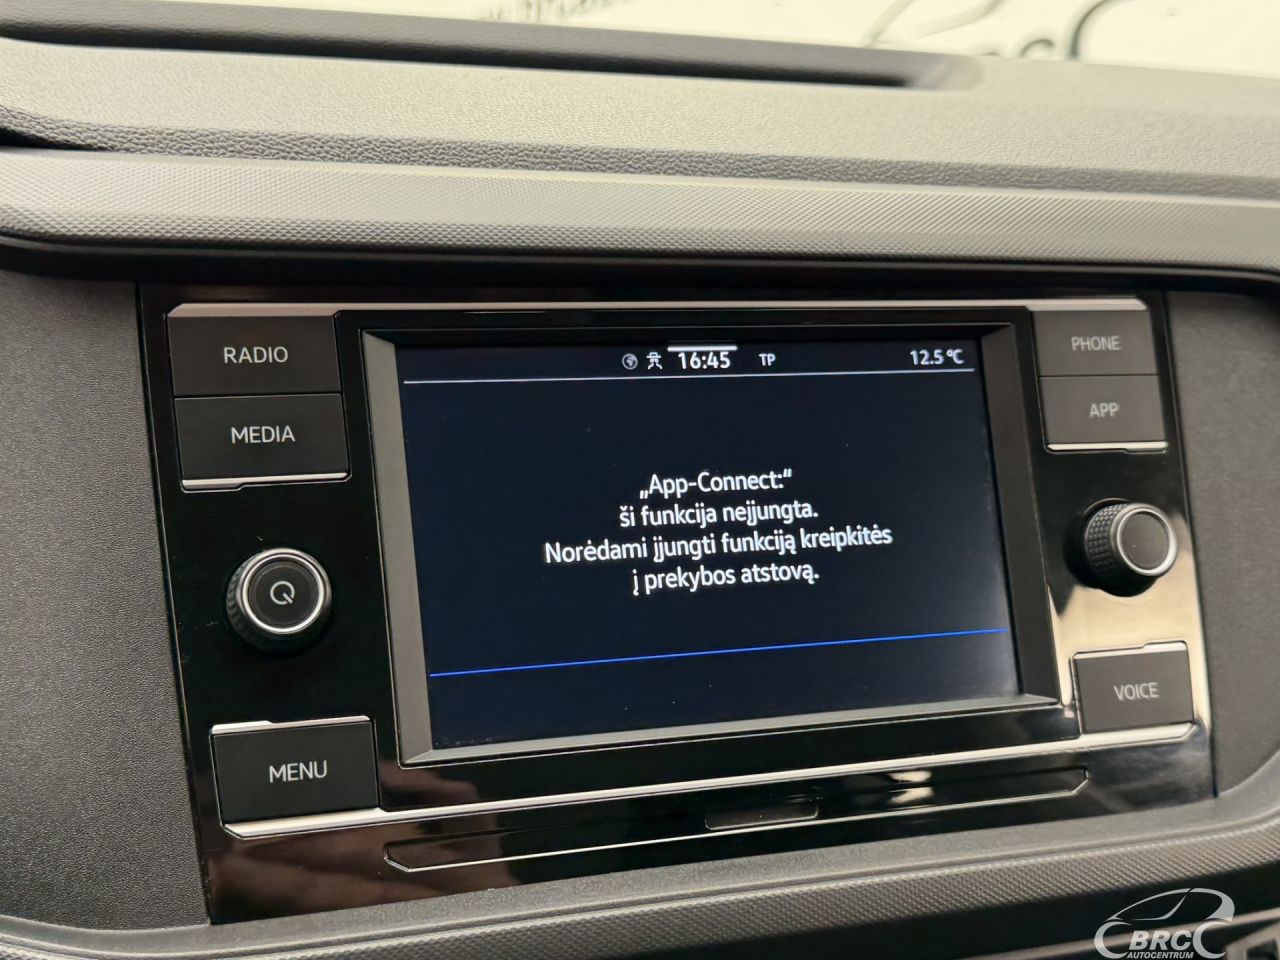 RADIO
MEDIA
MENU
16:45
TP
12.5°C
„App-Connect:“
ši funkcija neįjungta.
Norėdami įjungti funkciją kreipkitės
į prekybos atstovą.
PHONE
APP
VOICE
BRC
AUTOCENTRUM